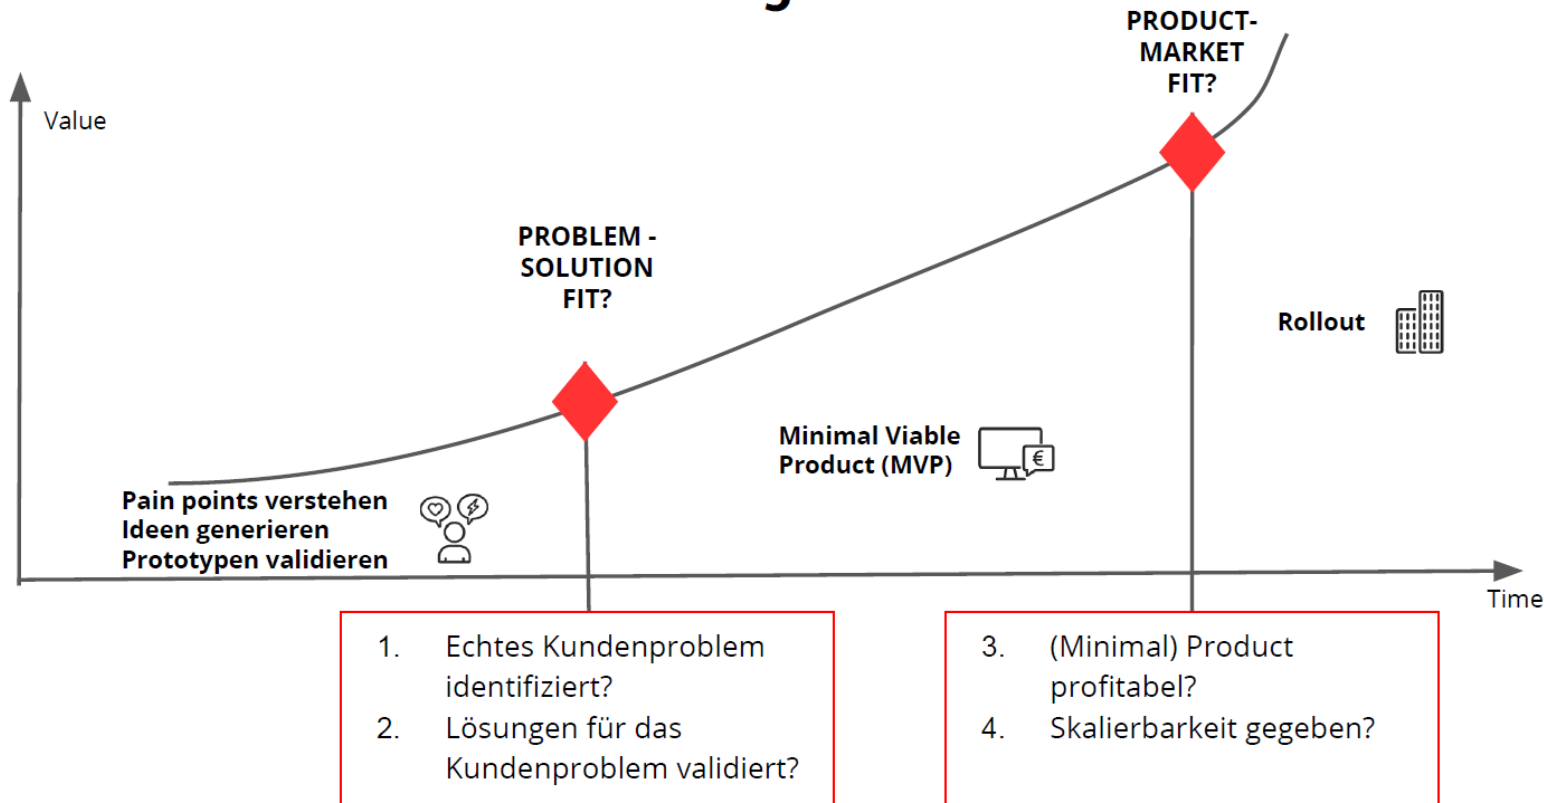 PRODUCT-
MARKET
FIT?
Value
PROBLEM -
SOLUTION
FIT?
Rollout
Minimal Viable
Product (MVP)
€
Pain points verstehen
Ideen generieren
Prototypen validieren
Time
1. Echtes Kundenproblem
identifiziert?
2. Lösungen für das
Kundenproblem validiert?
3. (Minimal) Product
profitabel?
4. Skalierbarkeit gegeben?